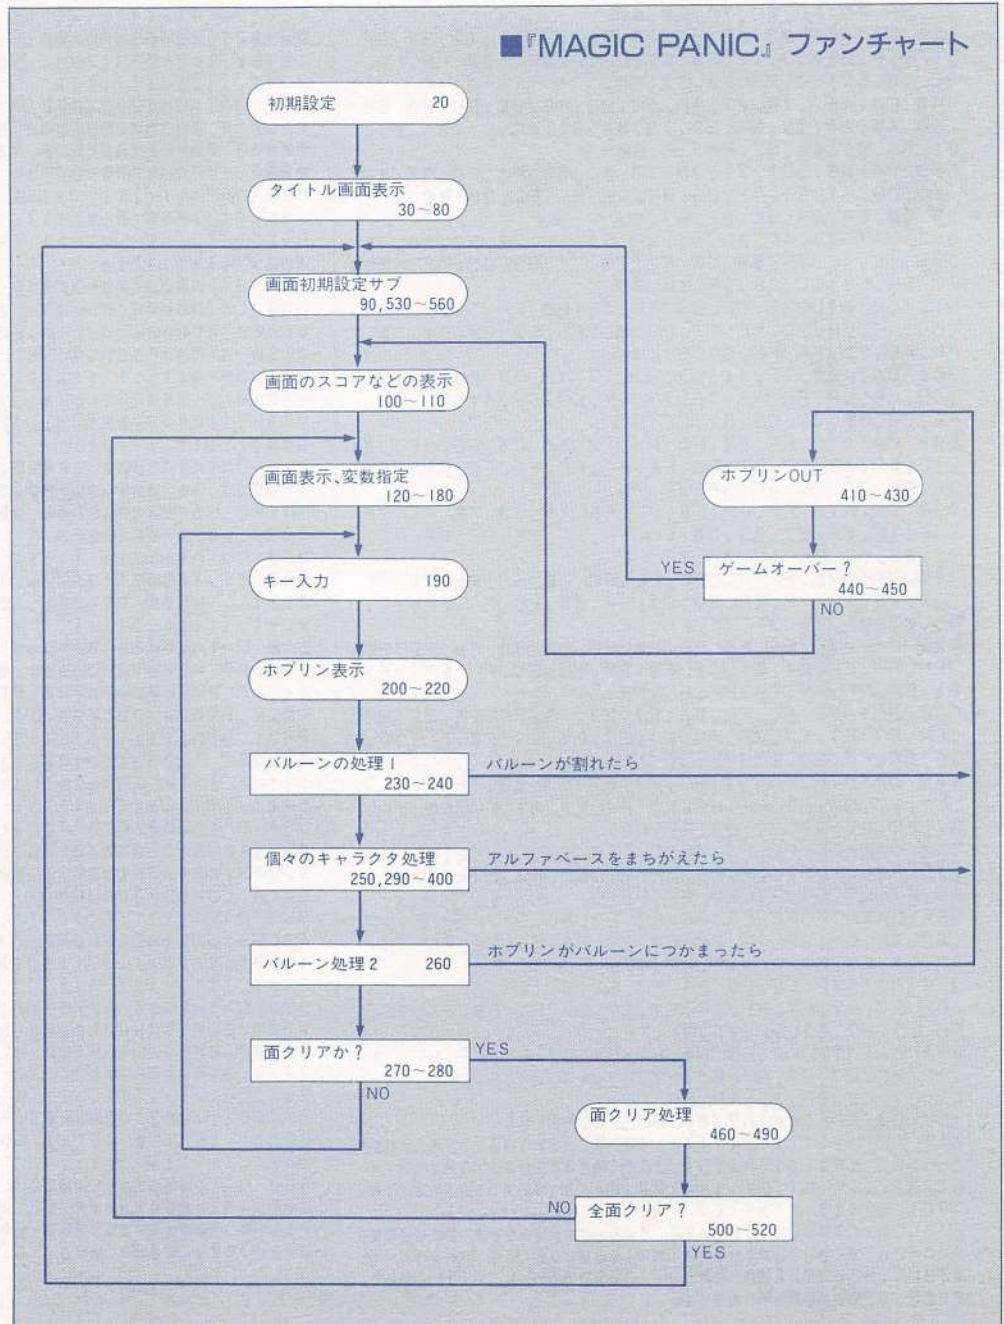 ■『MAGIC PANIC』ファンチャート
初期設定 20
タイトル画面表示
30～80
画面初期設定サブ
90,530～560
画面のスコアなどの表示
100～110
画面表示、変数指定
120～180
キー入力 190
ホブリン表示
200～220
バルーンの処理1
230～240
バルーンが割れたら
個々のキャラクタ処理
250,290～400
アルファベースをまちがえたら
バルーン処理2 260
ホブリンがバルーンにつかまったら
面クリアか？
270～280
YES
NO
面クリア処理
460～490
NO
全面クリア？
500～520
YES
ホブリンOUT
410～430
YES
ゲームオーバー？
440～450
NO